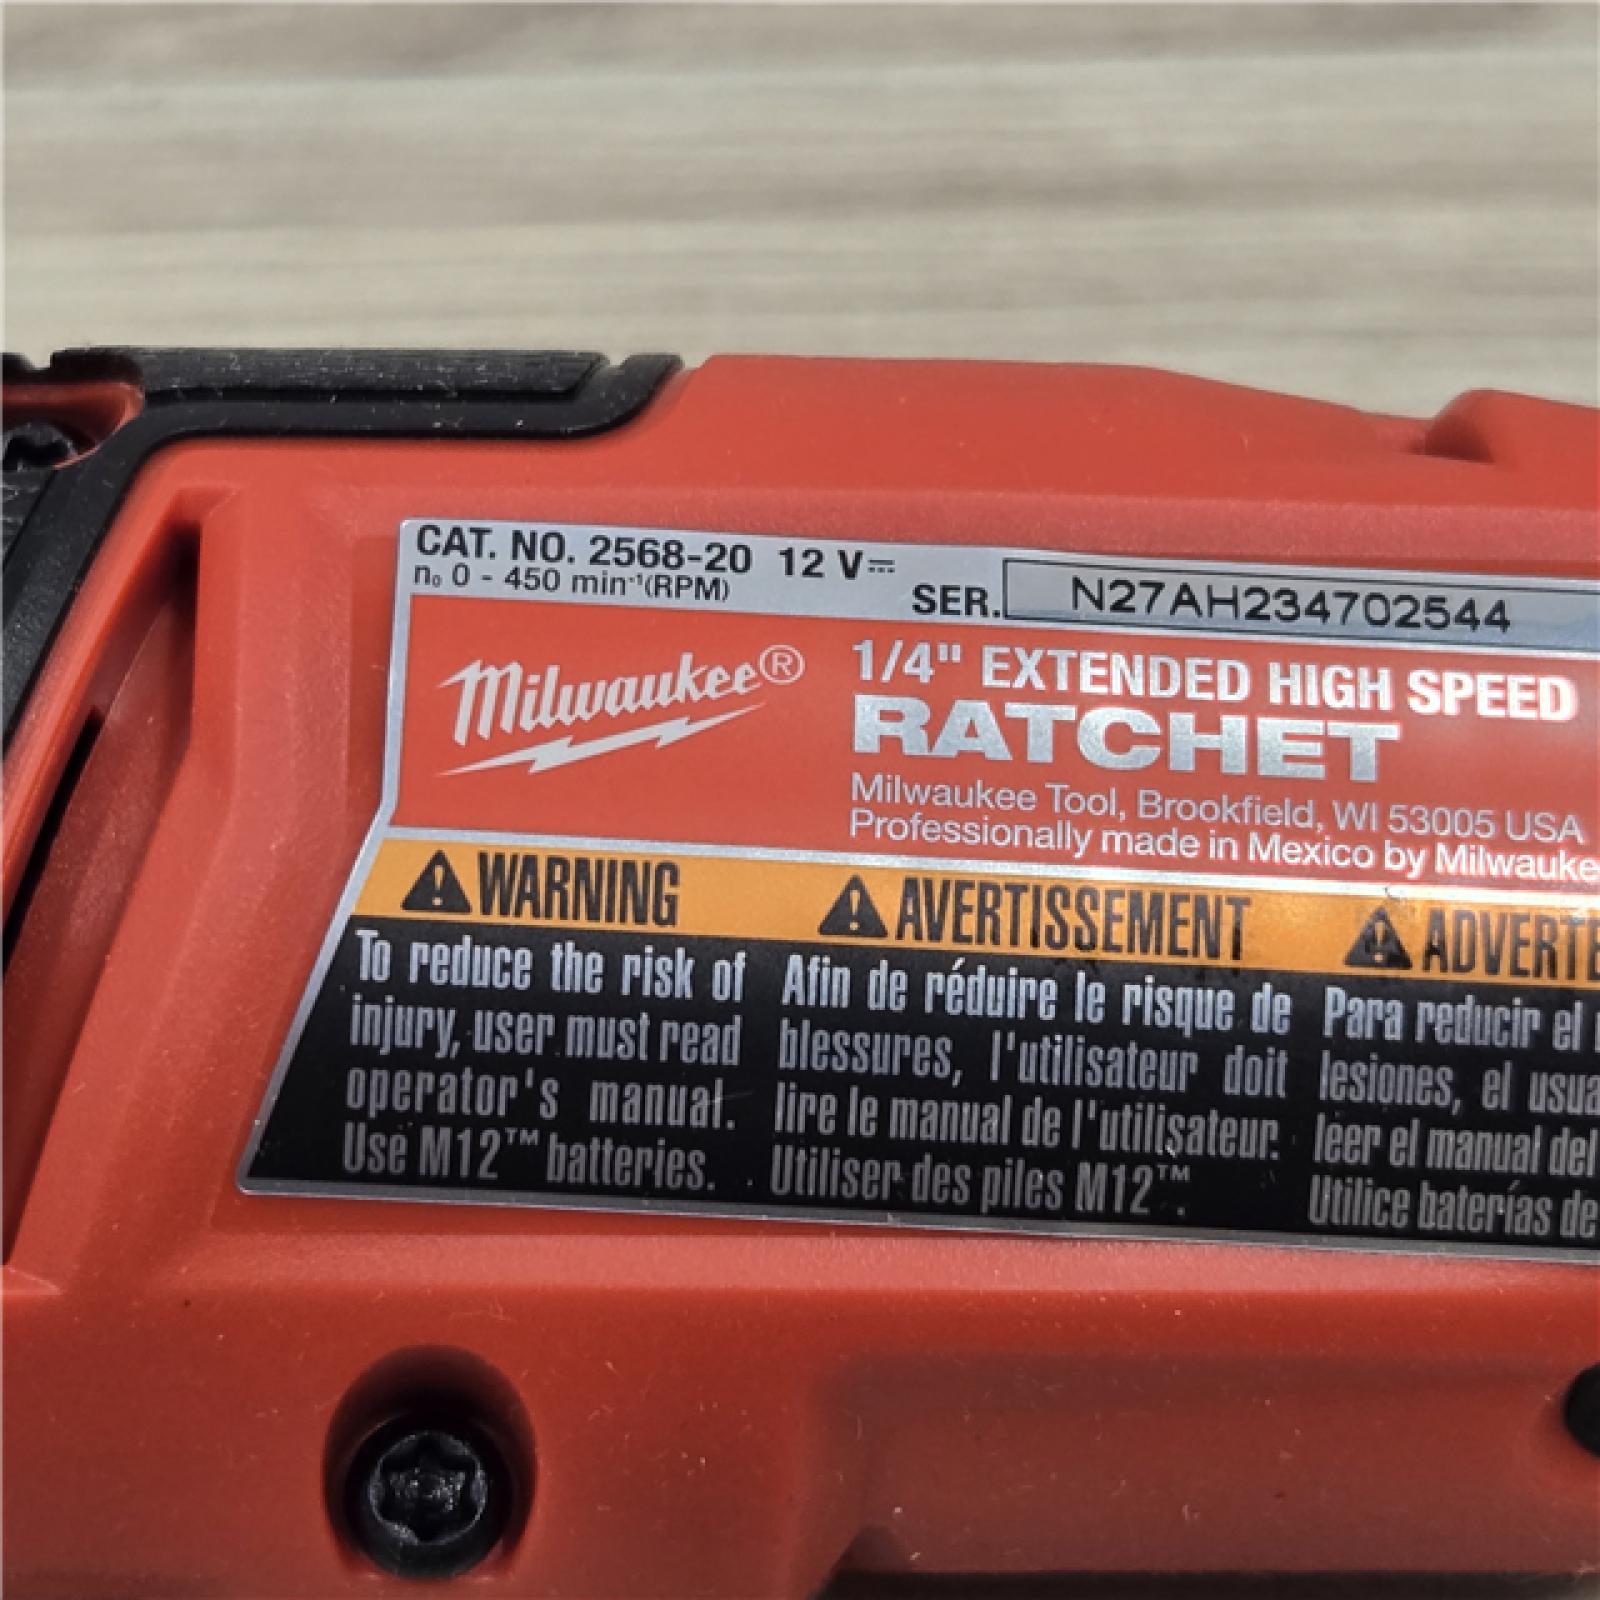 CAT. NO. 2568-20 12 V⎓
n₀ 0 - 450 min⁻¹(RPM)
SER. N27AH234702544
Milwaukee®
1/4" EXTENDED HIGH SPEED
RATCHET
Milwaukee Tool, Brookfield, WI 53005 USA
Professionally made in Mexico by Milwauke
WARNING
To reduce the risk of
injury, user must read
operator's manual.
Use M12™ batteries.
AVERTISSEMENT
Afin de réduire le risque de
blessures, l'utilisateur doit
lire le manual de l'utilisateur.
Utiliser des piles M12™.
ADVERTE
Para reducir el
lesiones, el usua
leer el manual del
Utilice baterías de